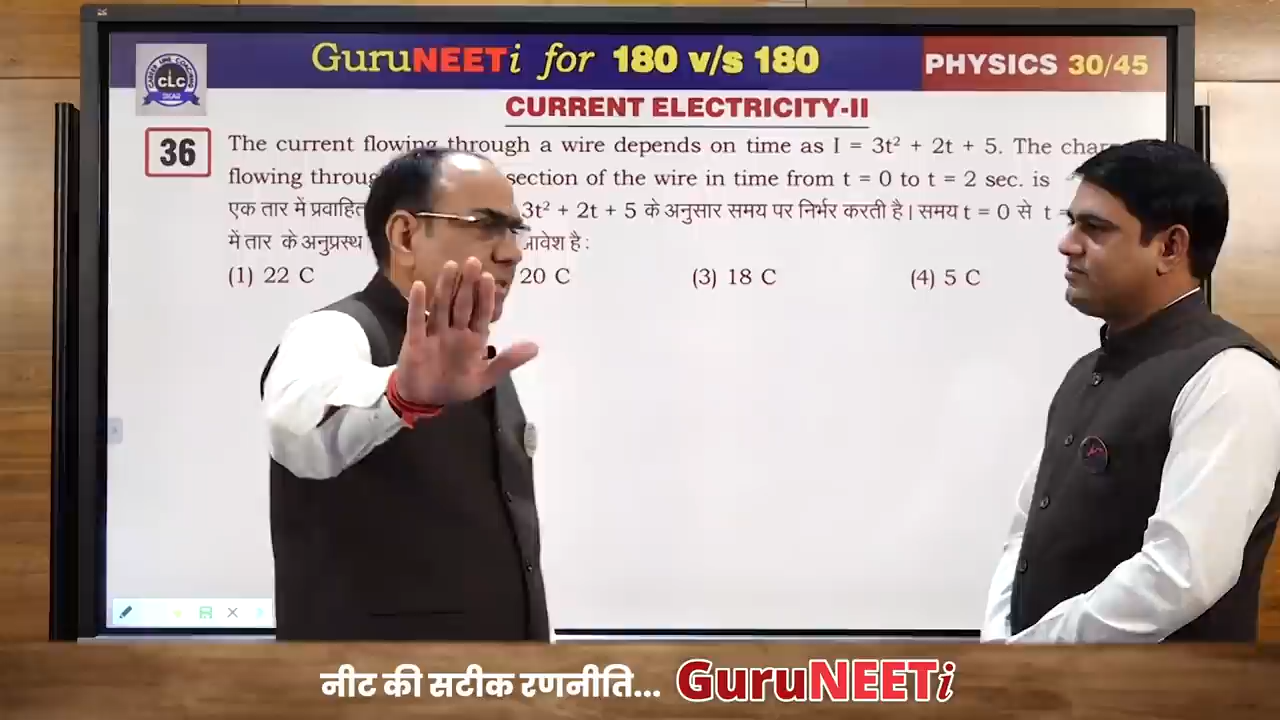 GuruNEETi for 180 v/s 180
PHYSICS 30/45
CLC
SIKAR
CURRENT ELECTRICITY-II
36
The current flowing through a wire depends on time as I = 3t² + 2t + 5. The
flowing section of the wire in time from t = 0 to t = 2 sec. is
एक तार में प्रवाहित 3t² + 2t + 5 के अनुसार समय पर निर्भर करती है। समय t = 0 से t
में तार के अनुप्रस्थ है :
(1) 22 C 20 C (3) 18 C (4) 5 C
नीट की सटीक रणनीति... GuruNEETi